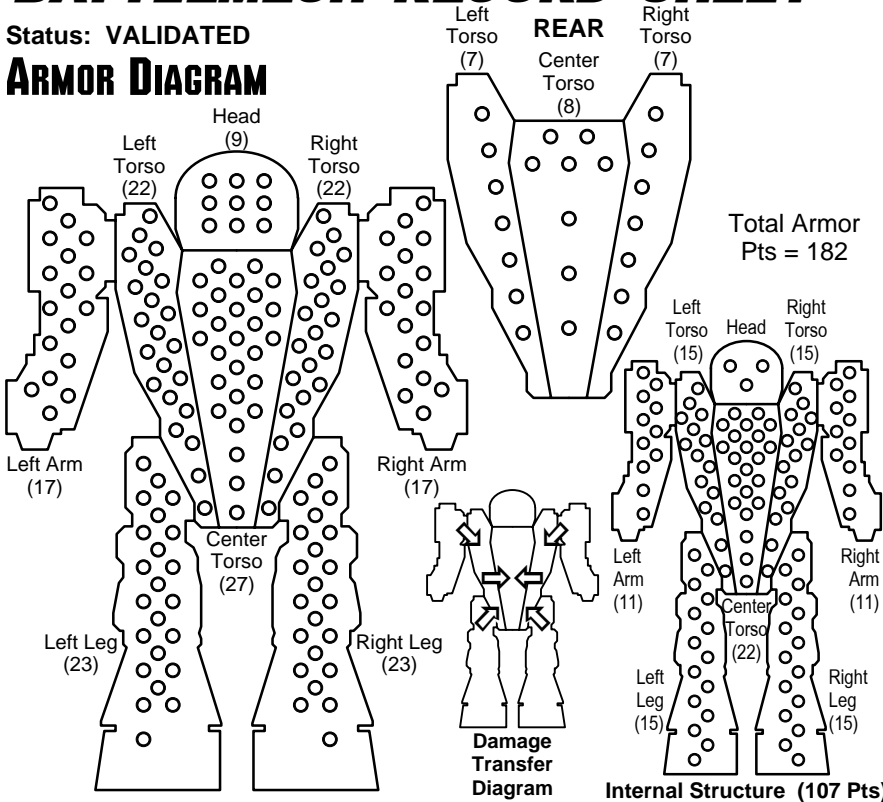 Status: VALIDATED
ARMOR DIAGRAM
Head
(9)
Left
Torso
(22)
Right
Torso
(22)
Left Arm
(17)
Right Arm
(17)
Center
Torso
(27)
Left Leg
(23)
Right Leg
(23)
REAR
Left
Torso
(7)
Center
Torso
(8)
Right
Torso
(7)
Total Armor
Pts = 182
Left
Torso
(15)
Head
Right
Torso
(15)
Left
Arm
(11)
Right
Arm
(11)
Center
Torso
(22)
Left
Leg
(15)
Right
Leg
(15)
Damage
Transfer
Diagram
Internal Structure (107 Pts)